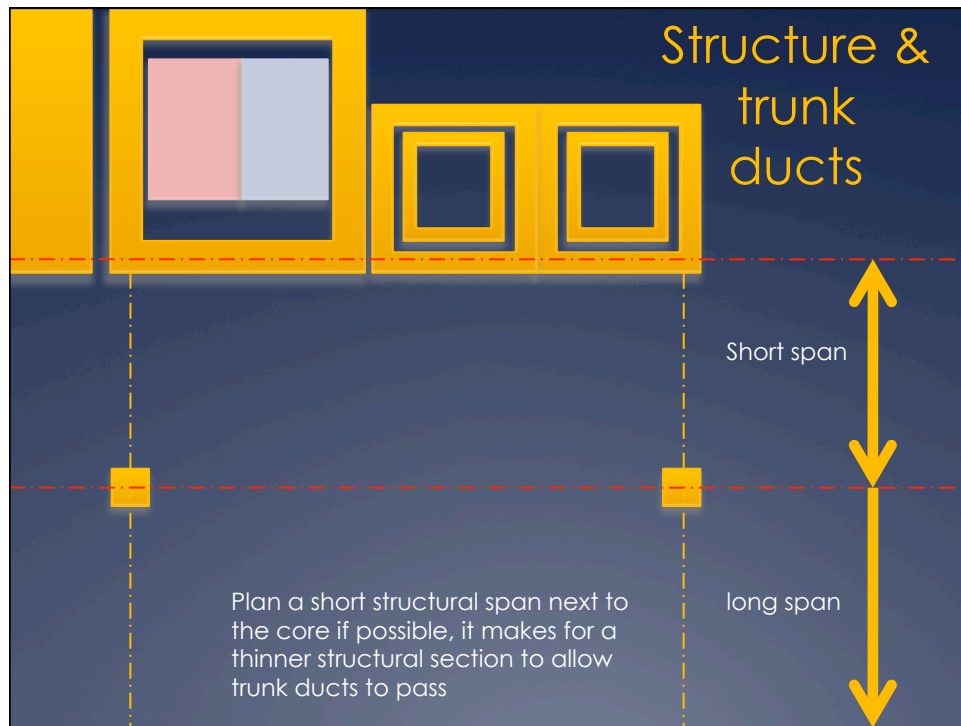 Structure &
trunk
ducts
Short span
long span
Plan a short structural span next to
the core if possible, it makes for a
thinner structural section to allow
trunk ducts to pass